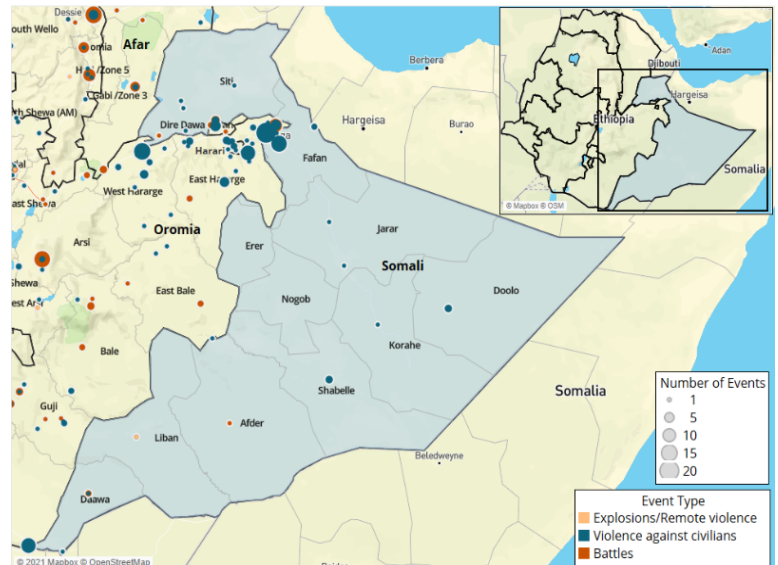 Dessie
outh Wello
omia
Afar
/Zone 5
Gabi /Zone 3
th Shewa (AM)
Siti
Dire Dawa
Harari
Fafan
West Hararge
East Hararge
Oromia
Arsi
East Bale
Bale
Guji
Erer
Jarar
Somali
Nogob
Doolo
Korahe
Shabelle
Afder
Liban
Daawa
Berbera
Hargeisa
Burao
Somalia
Beledweyne
Djibouti
Adan
Hargeisa
Ethiopia
Somalia
© Mapbox © OSM
Number of Events
1
5
10
15
20
Event Type
Explosions/Remote violence
Violence against civilians
Battles
© 2021 Mapbox © OpenStreetMap